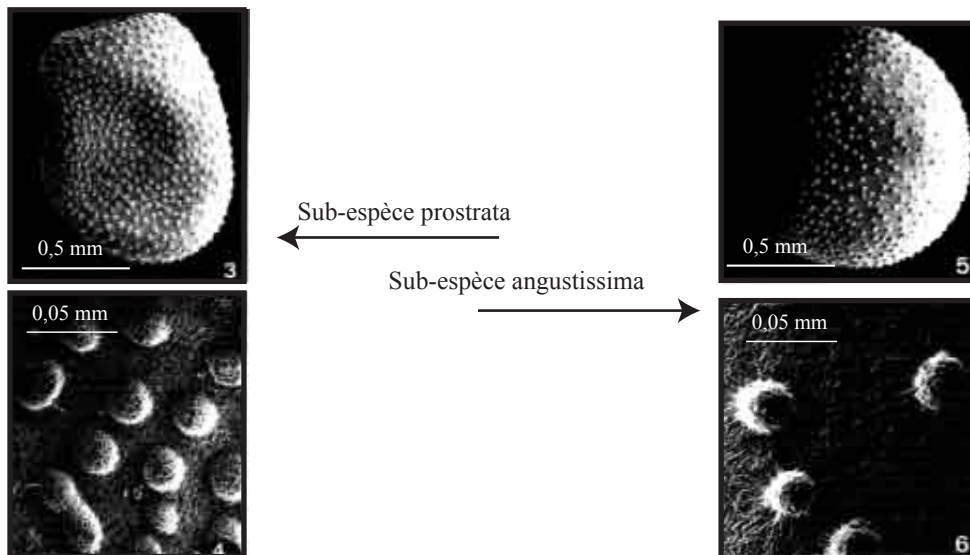 0,5 mm
3
Sub-espèce prostrata
0,5 mm
5
Sub-espèce angustissima
0,05 mm
4
0,05 mm
6